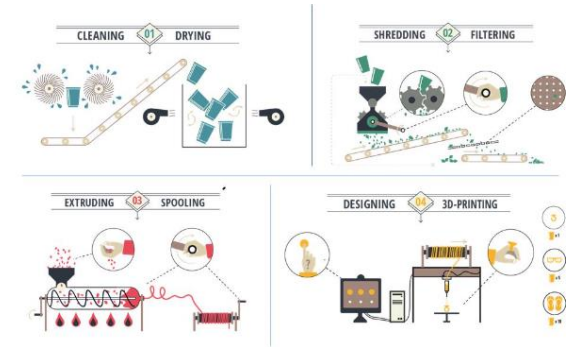 CLEANING 01 DRYING
SHREDDING 02 FILTERING
EXTRUDING 03 SPOOLING
DESIGNING 04 3D-PRINTING